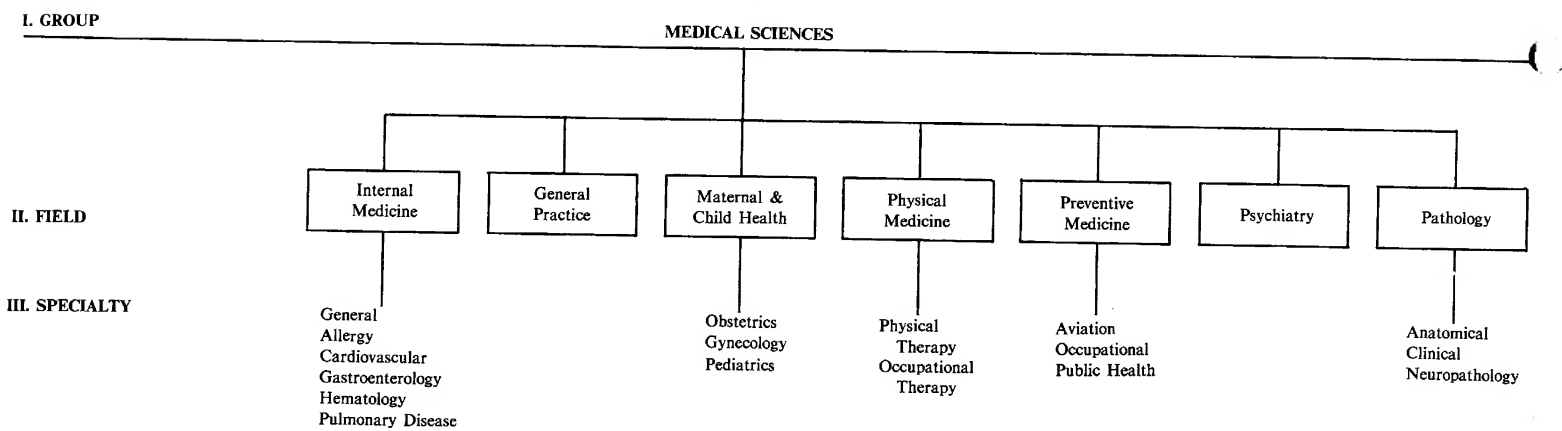 I. GROUP
MEDICAL SCIENCES
II. FIELD
Internal
Medicine
General
Practice
Maternal &
Child Health
Physical
Medicine
Preventive
Medicine
Psychiatry
Pathology
III. SPECIALTY
General
Allergy
Cardiovascular
Gastroenterology
Hematology
Pulmonary Disease
Obstetrics
Gynecology
Pediatrics
Physical
Therapy
Occupational
Therapy
Aviation
Occupational
Public Health
Anatomical
Clinical
Neuropathology